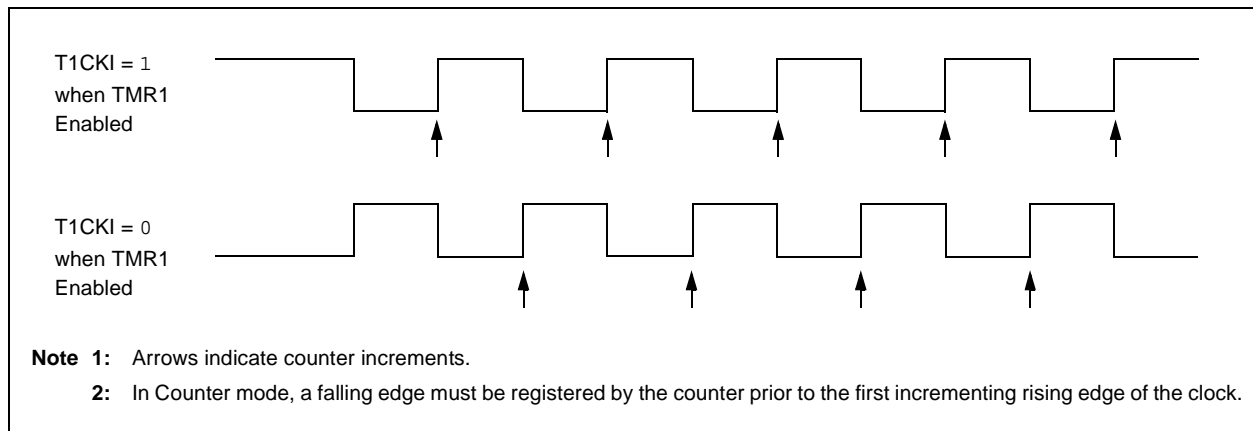 T1CKI = 1
when TMR1
Enabled
T1CKI = 0
when TMR1
Enabled
Note 1: Arrows indicate counter increments.
2: In Counter mode, a falling edge must be registered by the counter prior to the first incrementing rising edge of the clock.